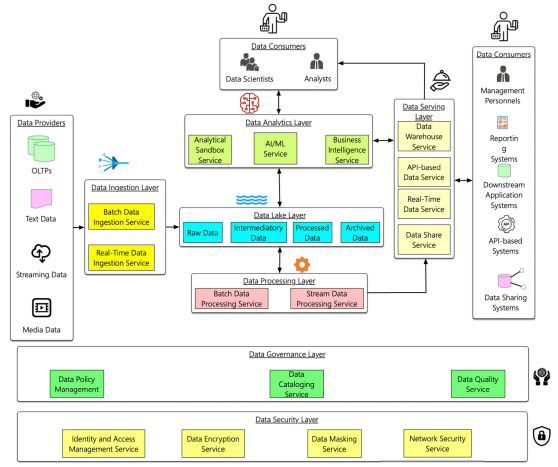 Data Consumers
Data Scientists
Analysts
Data Providers
OLTPs
Text Data
Streaming Data
Media Data
Data Ingestion Layer
Batch Data
Ingestion Service
Real-Time Data
Ingestion Service
Data Analytics Layer
Analytical
Sandbox
Service
AI/ML
Service
Business
Intelligence
Service
Data Lake Layer
Raw Data
Intermediatory
Data
Processed
Data
Archived
Data
Data Processing Layer
Batch Data
Processing Service
Stream Data
Processing Service
Data Serving
Layer
Data
Warehouse
Service
API-based
Data Service
Real-Time
Data Service
Data Share
Service
Data Consumers
Management
Personnels
Reportin
g
Systems
Downstream
Application
Systems
API
API-based
Systems
Data Sharing
Systems
Data Governance Layer
Data Policy
Management
Data
Cataloging
Service
Data Quality
Service
Data Security Layer
Identity and Access
Management Service
Data Encryption
Service
Data Masking
Service
Network Security
Service